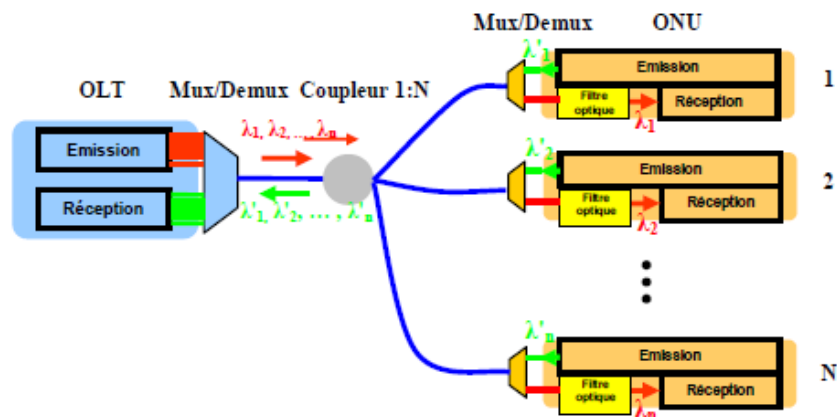 Mux/Demux ONU
OLT Mux/Demux Coupleur 1:N
λ'1
Emission
1
Filtre optique
Réception
λ1
Emission
λ1, λ2, ..., λn
Réception
λ'1, λ'2, ... , λ'n
λ'2
Emission
2
Filtre optique
Réception
λ2
λ'n
Emission
N
Filtre optique
Réception
λn